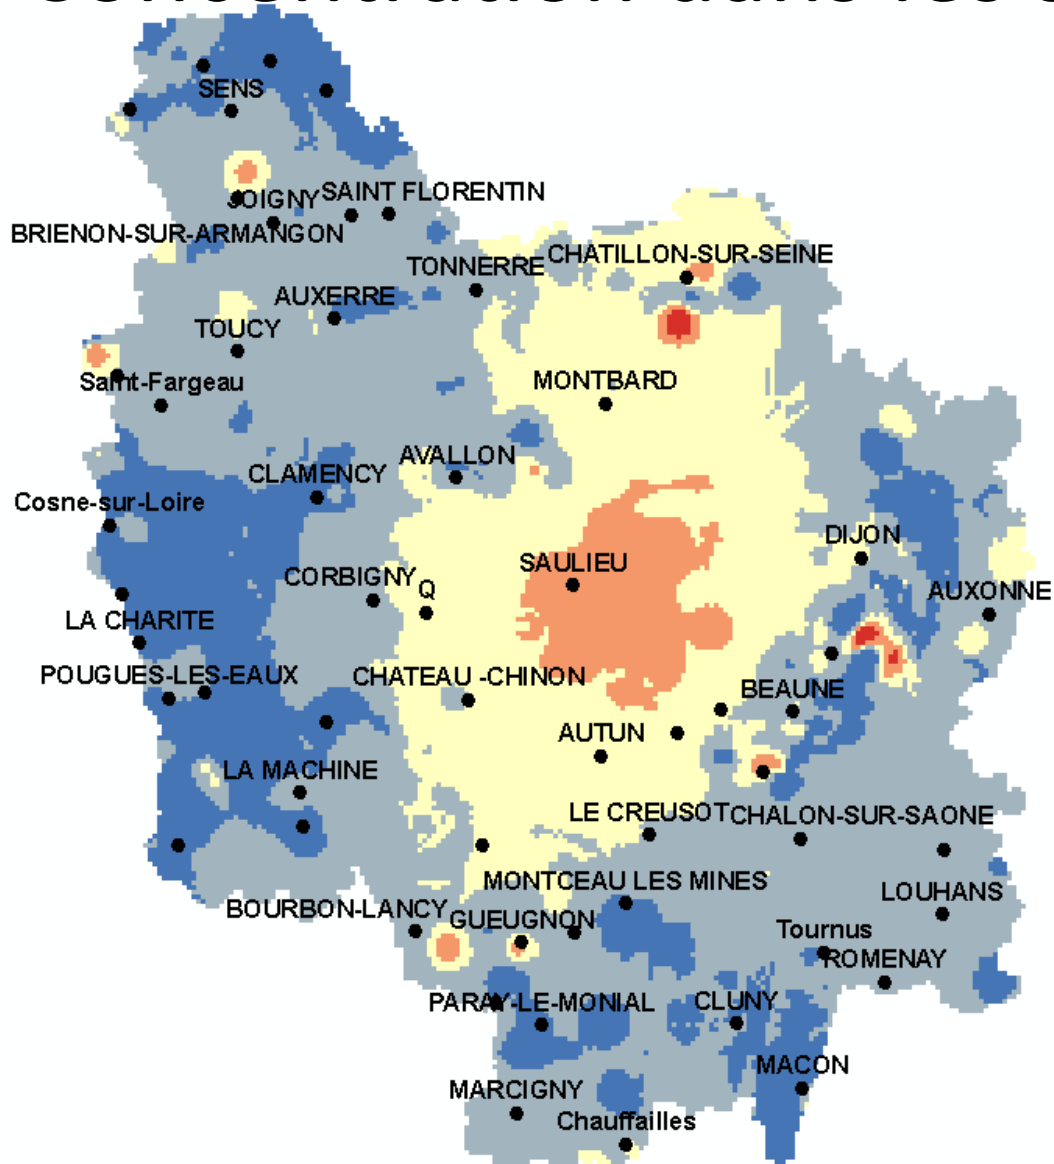 concentration dans les
SENS
JOIGNY
SAINT FLORENTIN
BRIENON-SUR-ARMANGON
CHATILLON-SUR-SEINE
TONNERRE
AUXERRE
TOUCY
Saint-Fargeau
MONTBARD
AVALLON
CLAMENCY
Cosne-sur-Loire
DIJON
SAULIEU
CORBIGNY
Q
AUXONNE
LA CHARITE
POUGUES-LES-EAUX
CHATEAU -CHINON
BEAUNE
AUTUN
LA MACHINE
LE CREUSOT
CHALON-SUR-SAONE
MONTCEAU LES MINES
LOUHANS
BOURBON-LANCY
GUEUGNON
Tournus
ROMENAY
PARAY-LE-MONIAL
CLUNY
MACON
MARCIGNY
Chauffailles